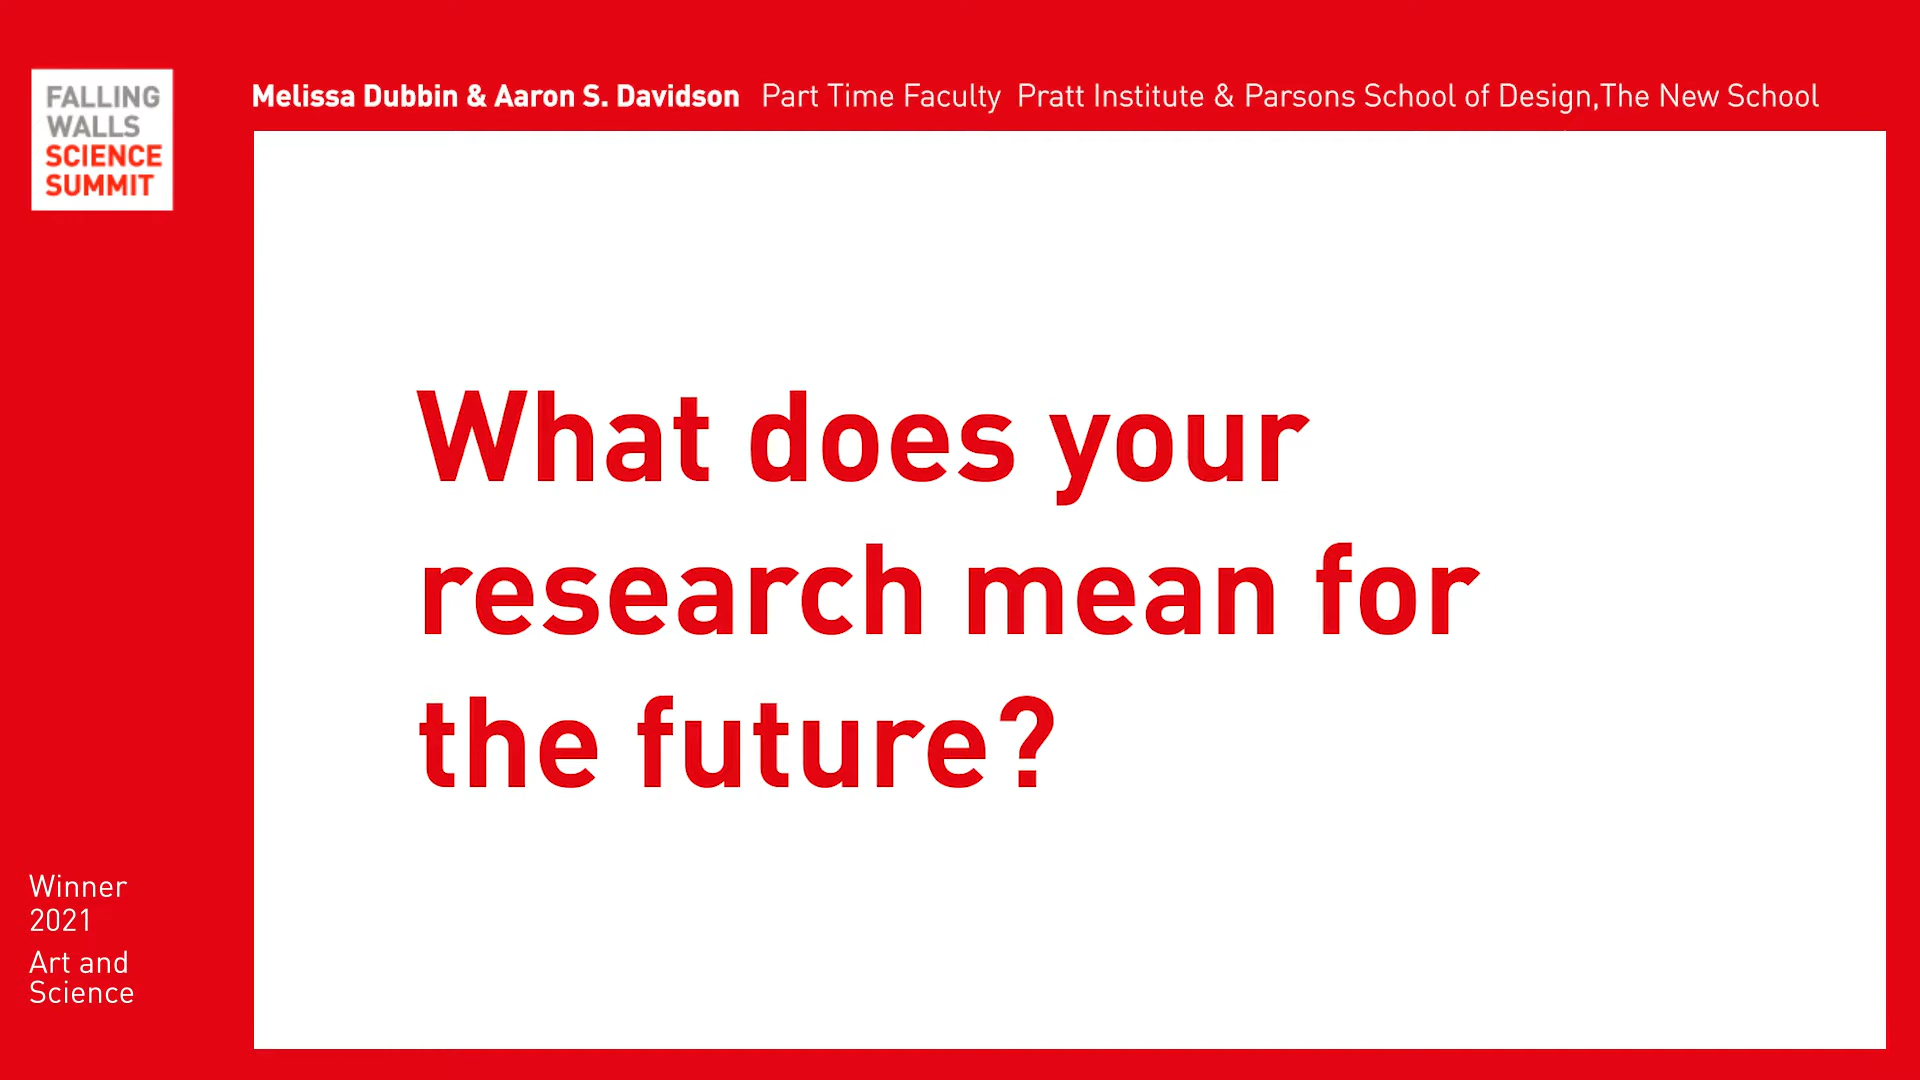 FALLING
WALLS
SCIENCE
SUMMIT
Melissa Dubbin & Aaron S. Davidson Part Time Faculty Pratt Institute & Parsons School of Design,The New School
What does your
research mean for
the future?
Winner
2021
Art and
Science